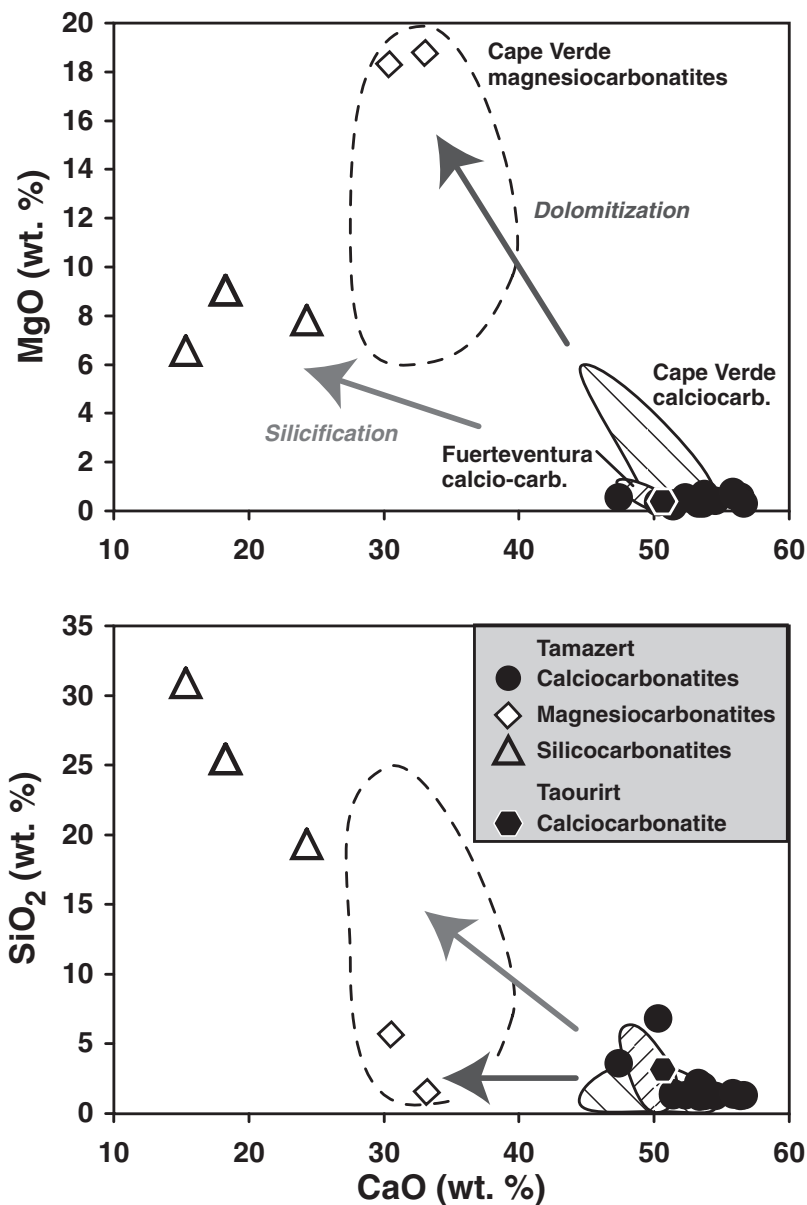 20
18
16
14
12
10
8
6
4
2
0
MgO (wt. %)
Cape Verde
magnesiocarbonatites
Dolomitization
Silicification
Cape Verde
calciocarb.
Fuerteventura
calcio-carb.
10 20 30 40 50 60
35
30
25
20
15
10
5
0
SiO2 (wt. %)
Tamazert
Calciocarbonatites
Magnesiocarbonatites
Silicocarbonatites
Taourirt
Calciocarbonatite
10 20 30 40 50 60
CaO (wt. %)